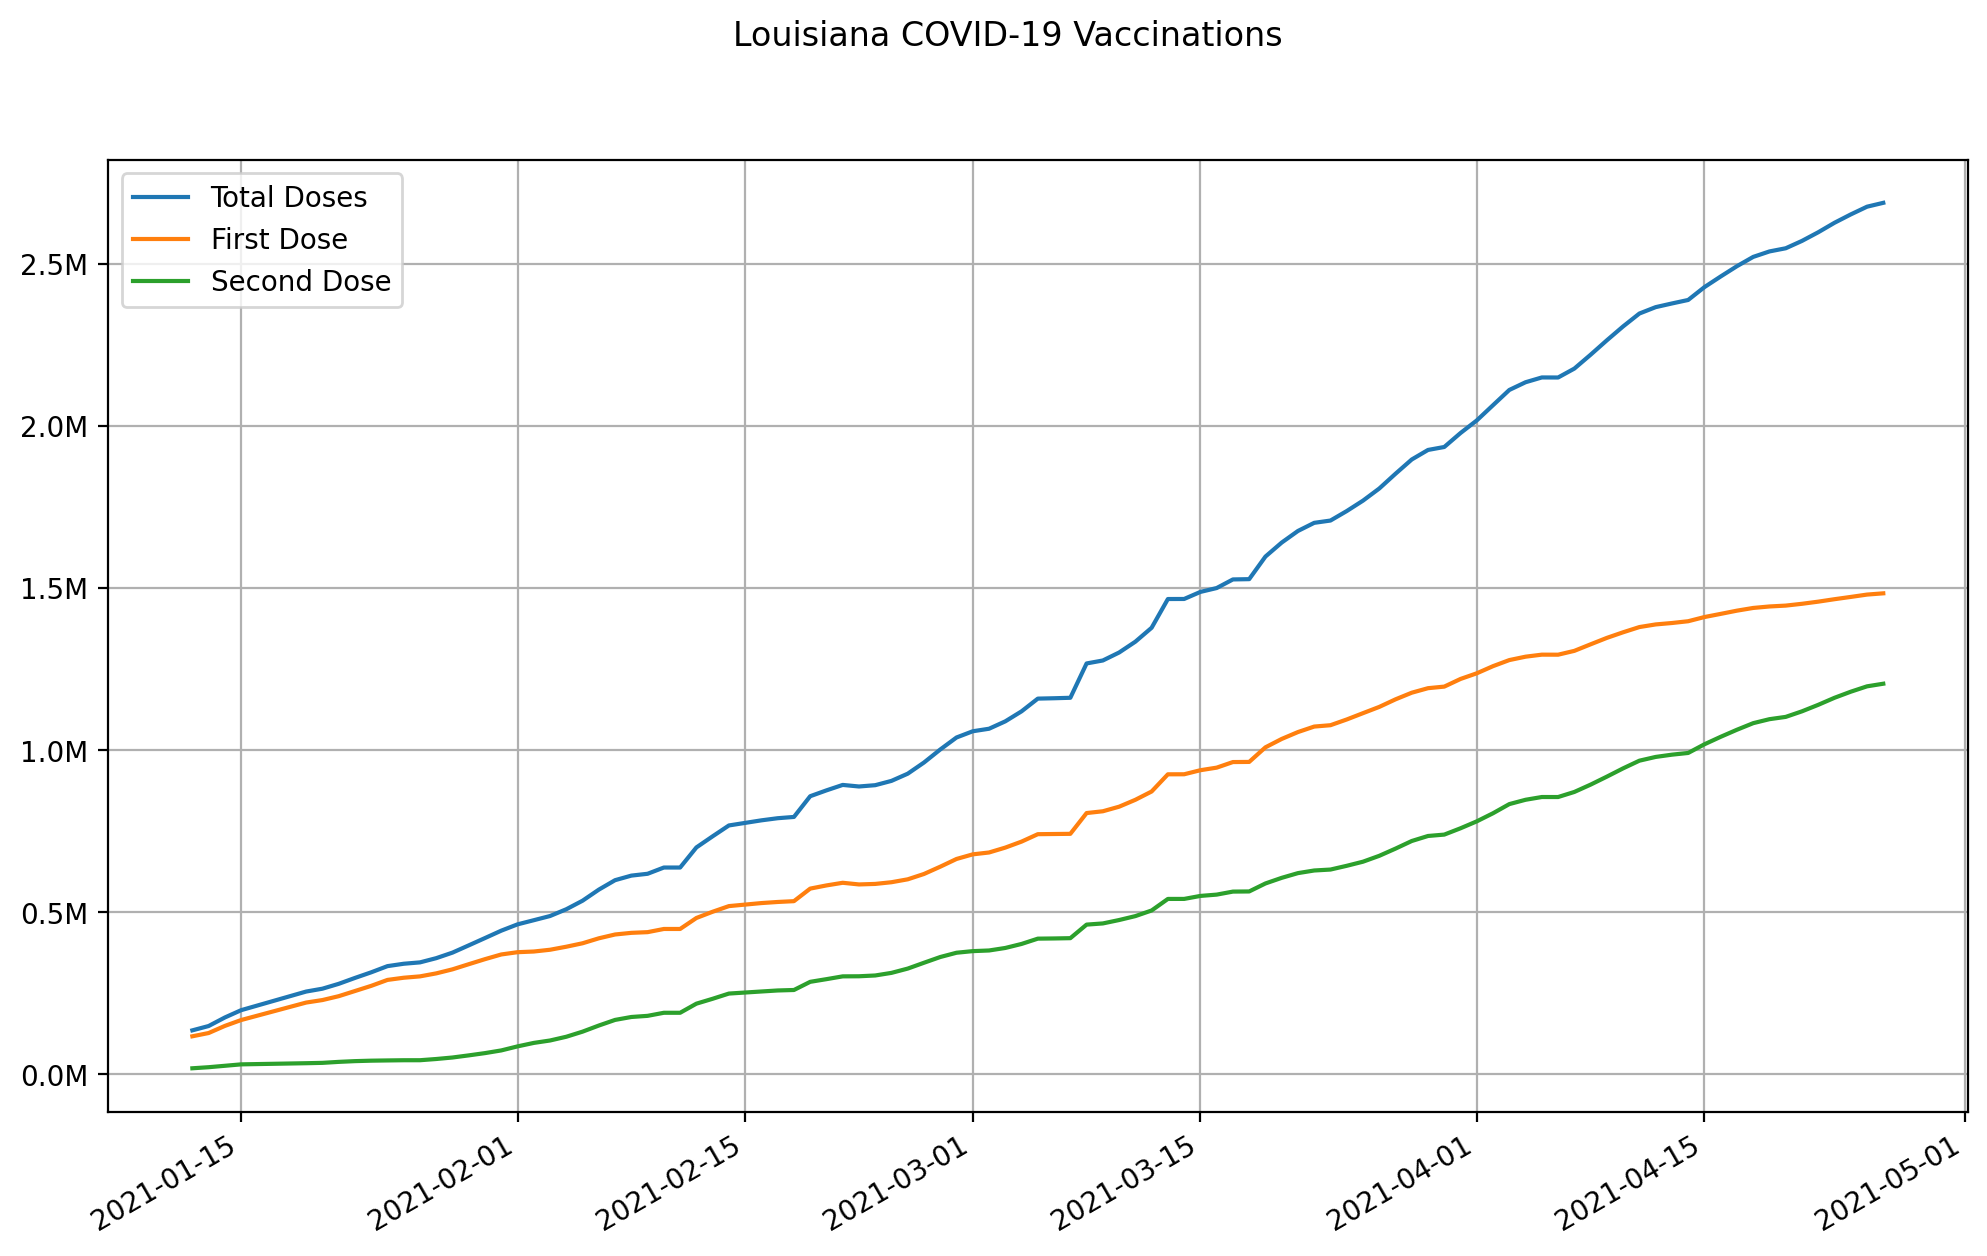 Louisiana COVID-19 Vaccinations
Total Doses
First Dose
Second Dose
2.5M
2.0M
1.5M
1.0M
0.5M
0.0M
2021-01-15
2021-02-01
2021-02-15
2021-03-01
2021-03-15
2021-04-01
2021-04-15
2021-05-01